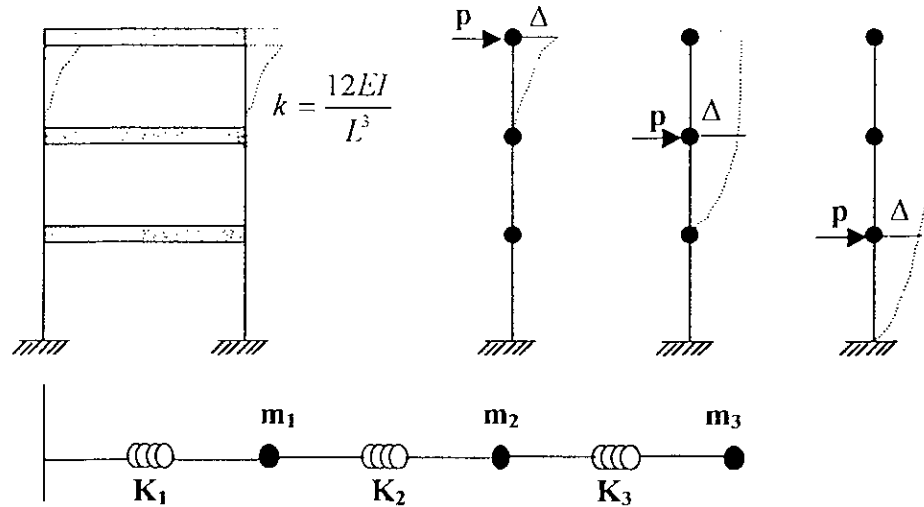 p Δ
k = 12EI / L³
p Δ
p Δ
m₁ m₂ m₃
K₁ K₂ K₃